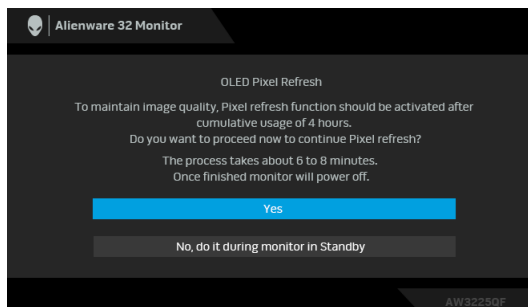 Alienware 32 Monitor
OLED Pixel Refresh
To maintain image quality, Pixel refresh function should be activated after
cumulative usage of 4 hours.
Do you want to proceed now to continue Pixel refresh?
The process takes about 6 to 8 minutes.
Once finished monitor will power off.
Yes
No, do it during monitor in Standby
AW3225QF